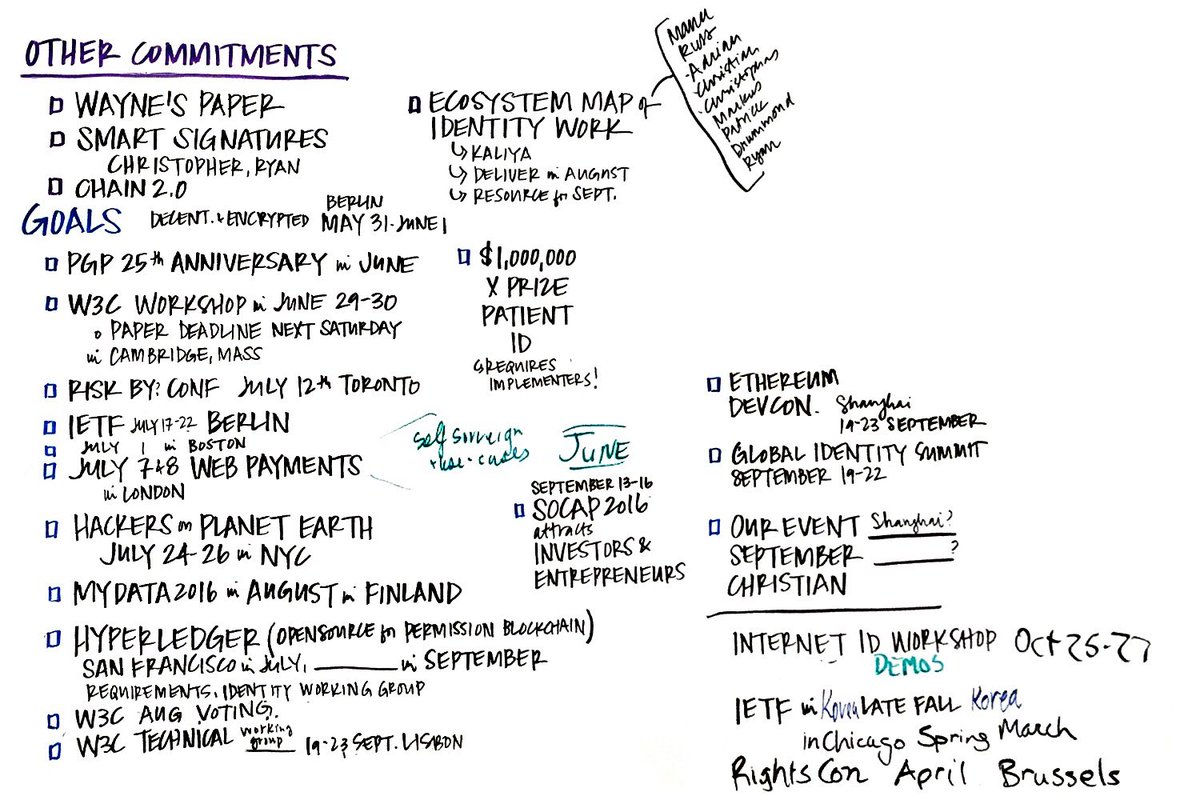 OTHER COMMITMENTS
WAYNE'S PAPER
SMART SIGNATURES
CHRISTOPHER, RYAN
CHAIN 2.0
ECOSYSTEM MAP of
IDENTITY WORK
↳ KALIYA
↳ DELIVER in AUGUST
↳ RESOURCE for SEPT.
Manu
Russ
-Adrian
-Christian
-Christopher
Markus
Patrick
Drummond
Ryan
GOALS
DECENT. + ENCRYPTED
BERLIN
MAY 31-JUNE 1
PGP 25th ANNIVERSARY in JUNE
W3C WORKSHOP in JUNE 29-30
o PAPER DEADLINE NEXT SATURDAY
in CAMBRIDGE, MASS
RISK BY: CONF JULY 12th TORONTO
IETF JULY 17-22 BERLIN
JULY 1 in BOSTON
JULY 7+8 WEB PAYMENTS
in LONDON
HACKERS on PLANET EARTH
JULY 24-26 in NYC
MYDATA2016 in AUGUST in FINLAND
HYPERLEDGER (OPENSOURCE for PERMISSION BLOCKCHAIN)
SAN FRANCISCO in JULY, ______ in SEPTEMBER
REQUIREMENTS, IDENTITY WORKING GROUP
W3C AUG VOTING.
W3C TECHNICAL working group 19-23 SEPT. LISBON
$1,000,000
X PRIZE
PATIENT
ID
↳ REQUIRES
IMPLEMENTERS!
self sovreign
+ use-cases
JUNE
SEPTEMBER 13-16
SOCAP 2016
attracts
INVESTORS &
ENTREPRENEURS
ETHEREUM
DEVCON. Shanghai
19-23 SEPTEMBER
GLOBAL IDENTITY SUMMIT
SEPTEMBER 19-22
OUR EVENT Shanghai?
SEPTEMBER ______?
CHRISTIAN
INTERNET ID WORKSHOP Oct 25-27
DEMOS
IETF in Korea LATE FALL Korea
in Chicago Spring March
RightsCon April Brussels